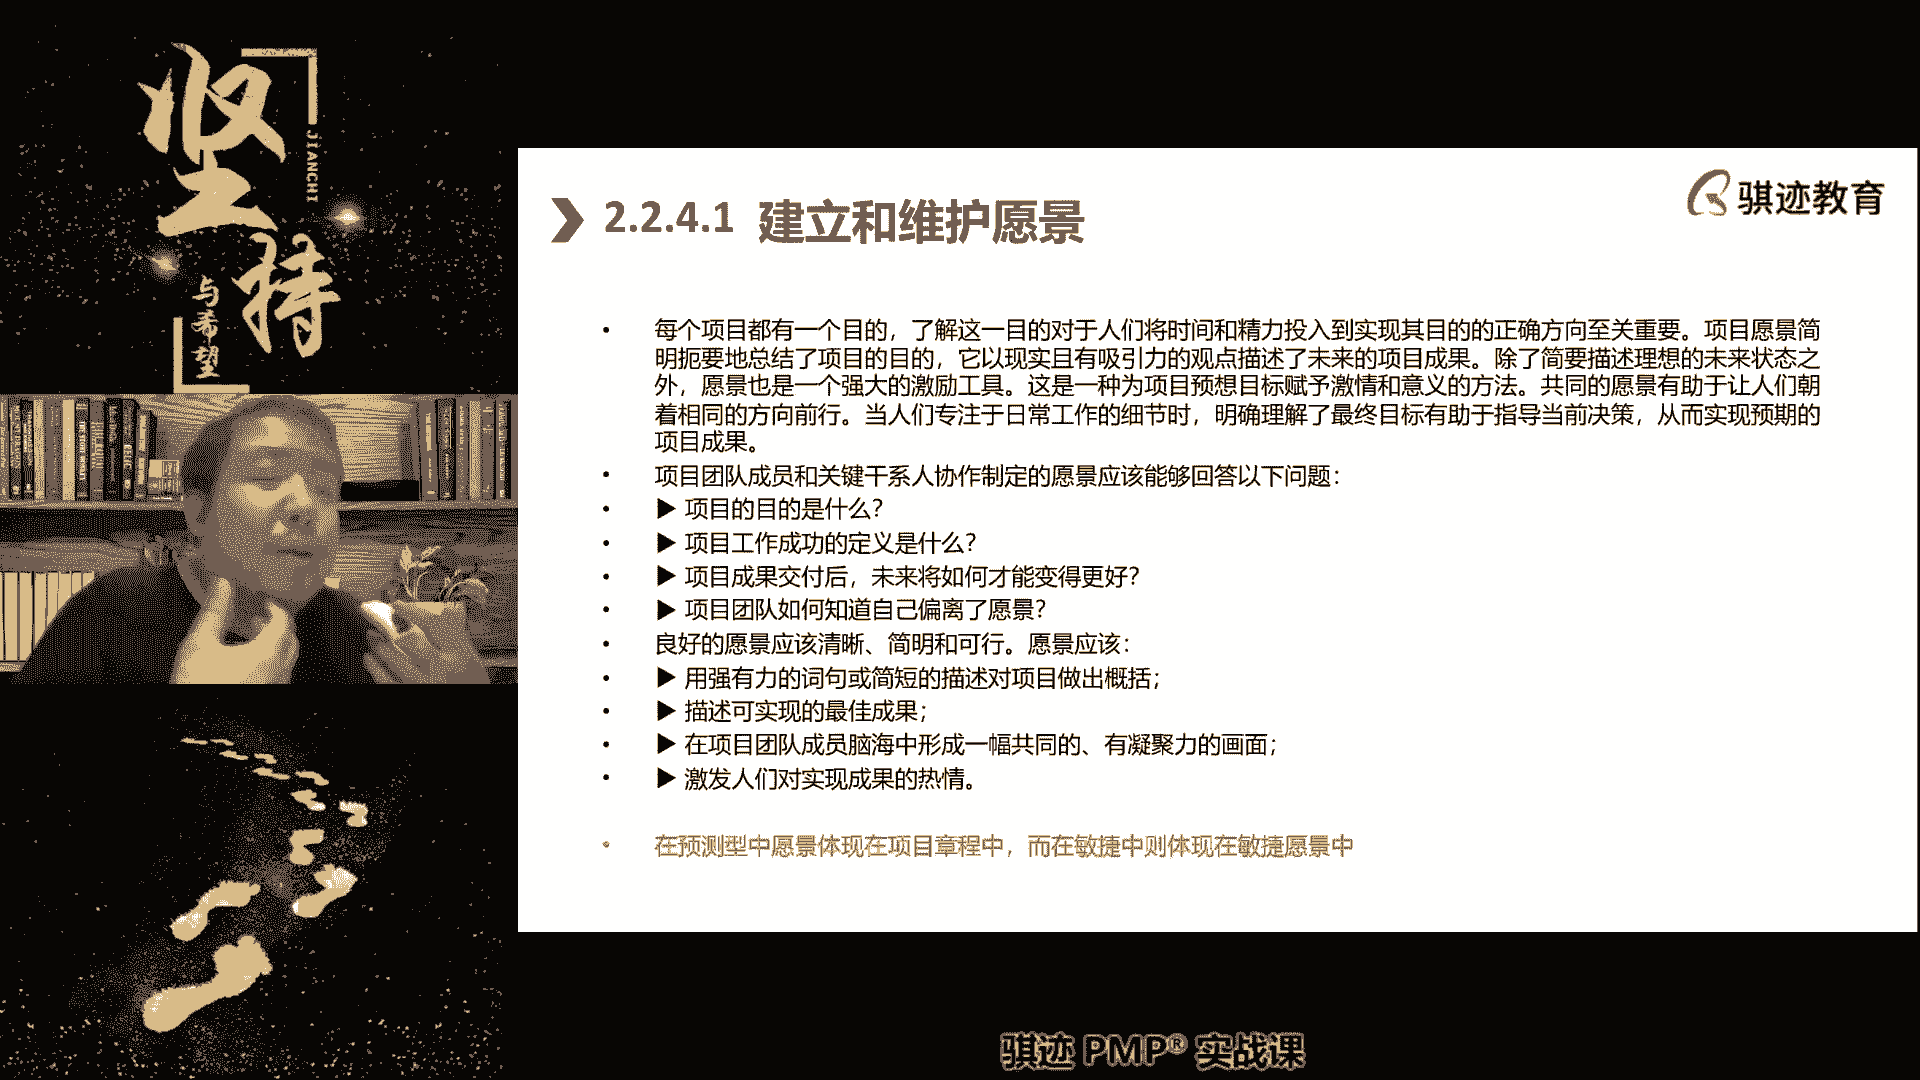 坚持
JIANCHI
与希望
骐迹教育
2.2.4.1 建立和维护愿景
• 每个项目都有一个目的，了解这一目的对于人们将时间和精力投入到实现其目的的正确方向至关重要。项目愿景简
明扼要地总结了项目的目的，它以现实且有吸引力的观点描述了未来的项目成果。除了简要描述理想的未来状态之
外，愿景也是一个强大的激励工具。这是一种为项目预想目标赋予激情和意义的方法。共同的愿景有助于让人们朝
着相同的方向前行。当人们专注于日常工作的细节时，明确理解了最终目标有助于指导当前决策，从而实现预期的
项目成果。
• 项目团队成员和关键干系人协作制定的愿景应该能够回答以下问题：
• ▶ 项目的目的是什么？
• ▶ 项目工作成功的定义是什么？
• ▶ 项目成果交付后，未来将如何才能变得更好？
• ▶ 项目团队如何知道自己偏离了愿景？
• 良好的愿景应该清晰、简明和可行。愿景应该：
• ▶ 用强有力的词句或简短的描述对项目做出概括；
• ▶ 描述可实现的最佳成果；
• ▶ 在项目团队成员脑海中形成一幅共同的、有凝聚力的画面；
• ▶ 激发人们对实现成果的热情。
• 在预测型中愿景体现在项目章程中，而在敏捷中则体现在敏捷愿景中
骐迹 PMP® 实战课